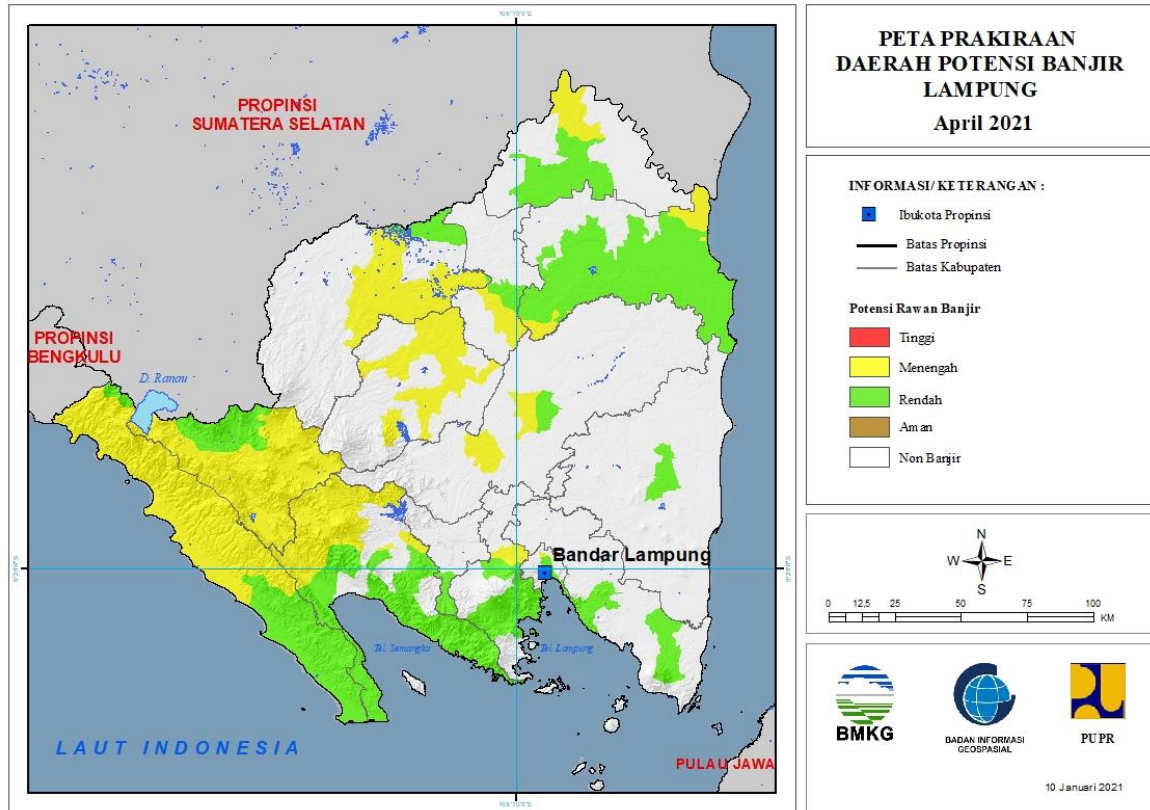 PROPINSI
SUMATERA SELATAN
PROPINSI
BENGKULU
D. Ranau
Bandar Lampung
Tel. Semangka
Tel. Lampung
LAUT INDONESIA
PULAU JAWA
PETA PRAKIRAAN
DAERAH POTENSI BANJIR
LAMPUNG
April 2021
INFORMASI/KETERANGAN :
Ibukota Propinsi
Batas Propinsi
Batas Kabupaten
Potensi Rawan Banjir
Tinggi
Menengah
Rendah
Aman
Non Banjir
N
W E
S
0 12,5 25 50 75 100
KM
BMKG
BADAN INFORMASI
GEOSPASIAL
PUPR
10 Januari 2021